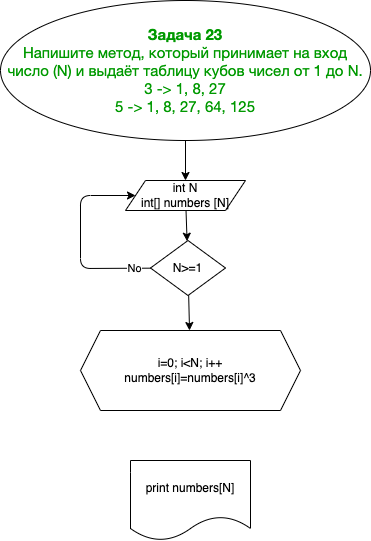 Задача 23
Напишите метод, который принимает на вход
число (N) и выдаёт таблицу кубов чисел от 1 до N.
3 -> 1, 8, 27
5 -> 1, 8, 27, 64, 125
int N
int[] numbers [N]
No
N>=1
i=0; i<N; i++
numbers[i]=numbers[i]^3
print numbers[N]